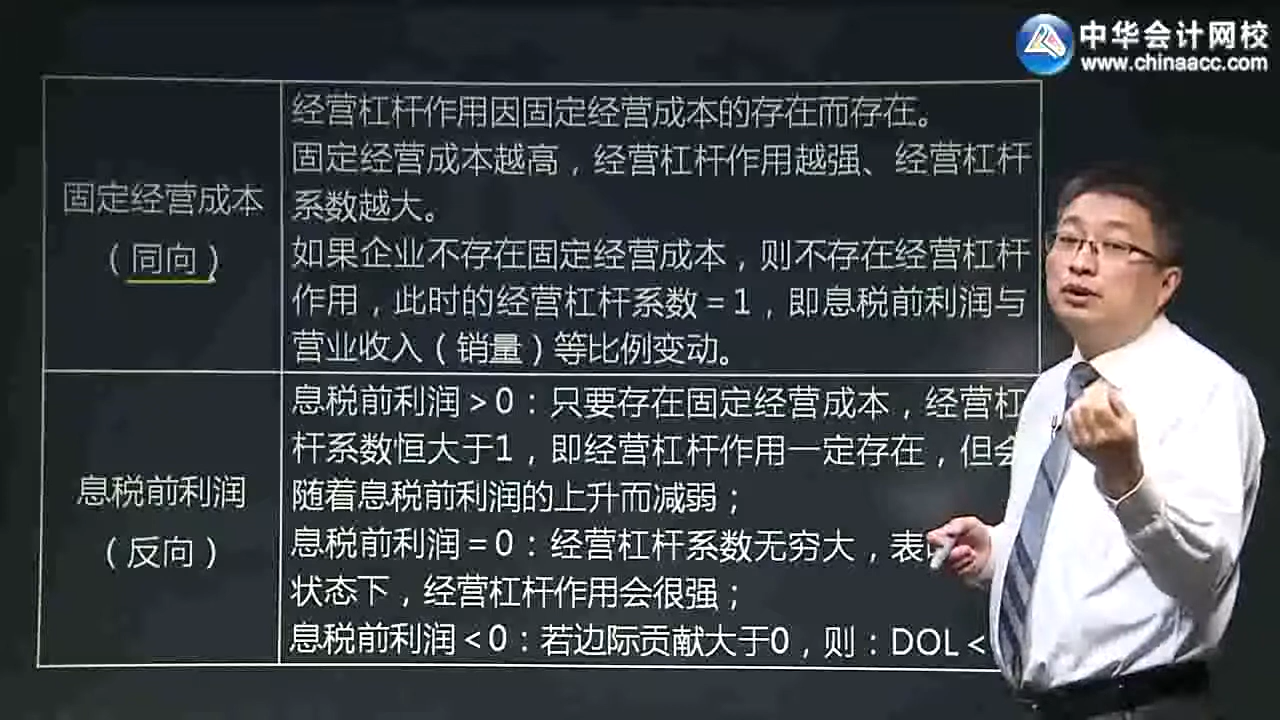 中华会计网校
www.chinaacc.com
固定经营成本
（同向）
经营杠杆作用因固定经营成本的存在而存在。
固定经营成本越高，经营杠杆作用越强、经营杠杆
系数越大。
如果企业不存在固定经营成本，则不存在经营杠杆
作用，此时的经营杠杆系数＝1，即息税前利润与
营业收入（销量）等比例变动。
息税前利润
（反向）
息税前利润＞0：只要存在固定经营成本，经营杠
杆系数恒大于1，即经营杠杆作用一定存在，但会
随着息税前利润的上升而减弱；
息税前利润＝0：经营杠杆系数无穷大，表
状态下，经营杠杆作用会很强；
息税前利润＜0：若边际贡献大于0，则：DOL＜